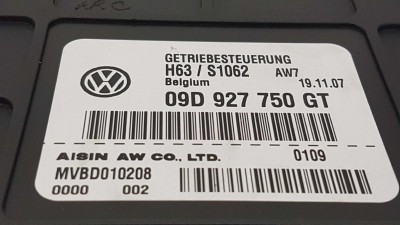 GETRIEBESTEUERUNG
H63 / S1062 AW7
Belgium 19.11.07
09D 927 750 GT
AISIN AW CO., LTD. 0109
MVBD010208
0000 002